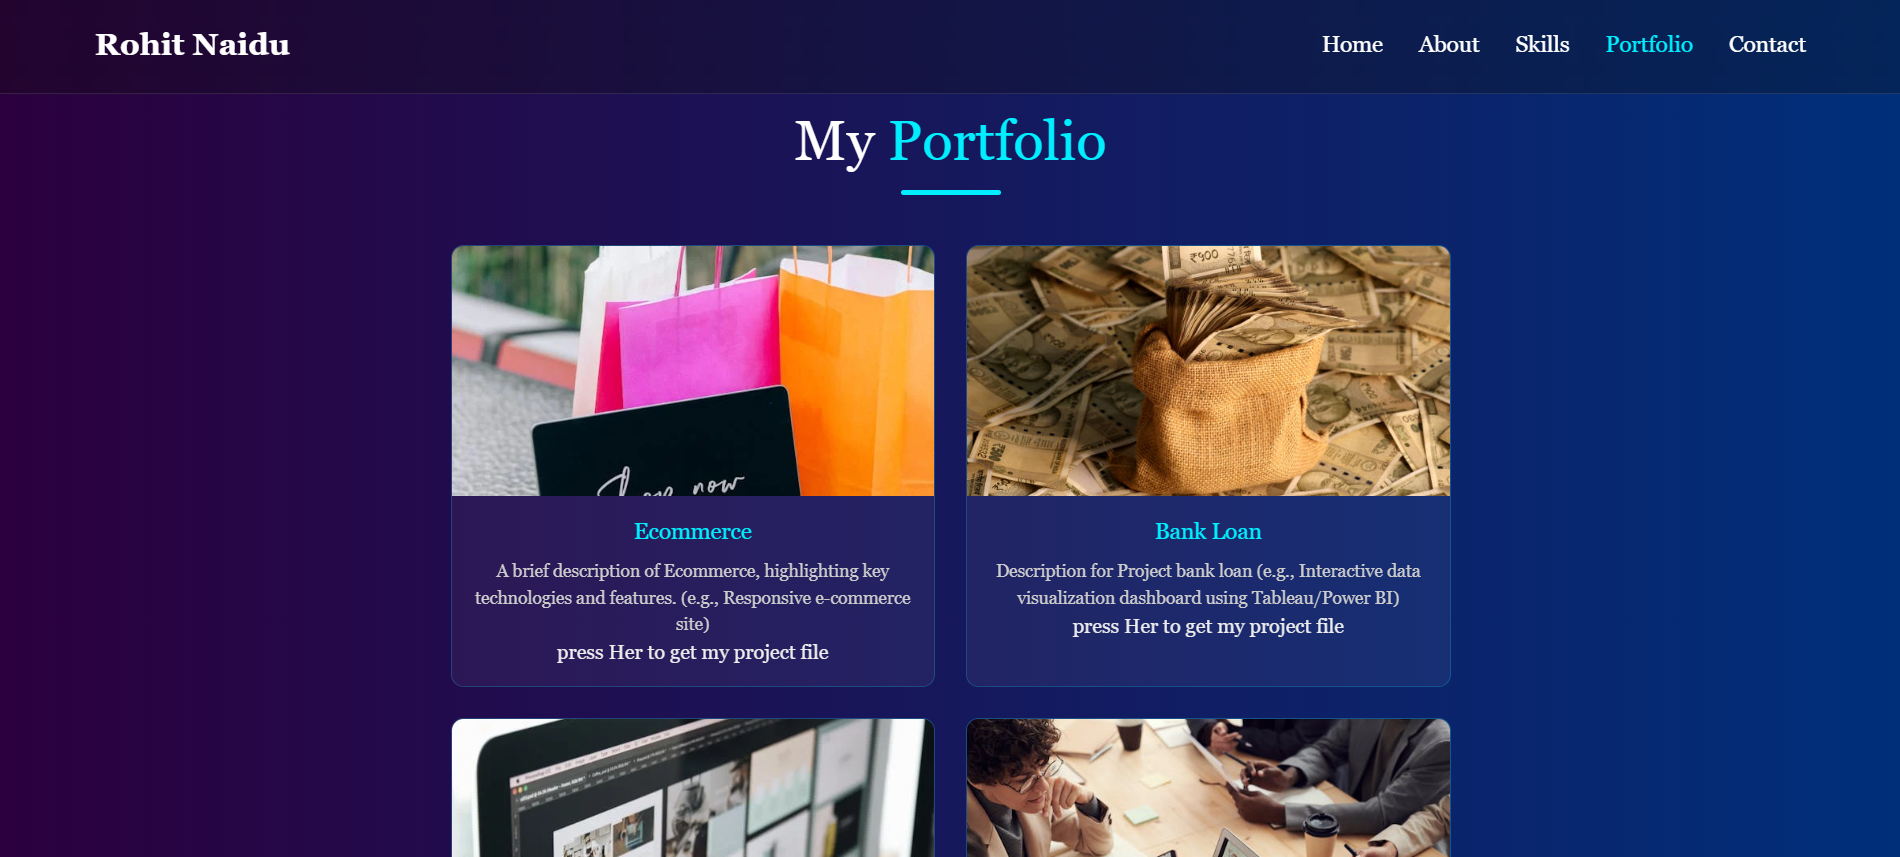 Rohit Naidu
Home About Skills Portfolio Contact
My Portfolio
₹900
now
Ecommerce
A brief description of Ecommerce, highlighting key
technologies and features. (e.g., Responsive e-commerce
site)
press Her to get my project file
Bank Loan
Description for Project bank loan (e.g., Interactive data
visualization dashboard using Tableau/Power BI)
press Her to get my project file